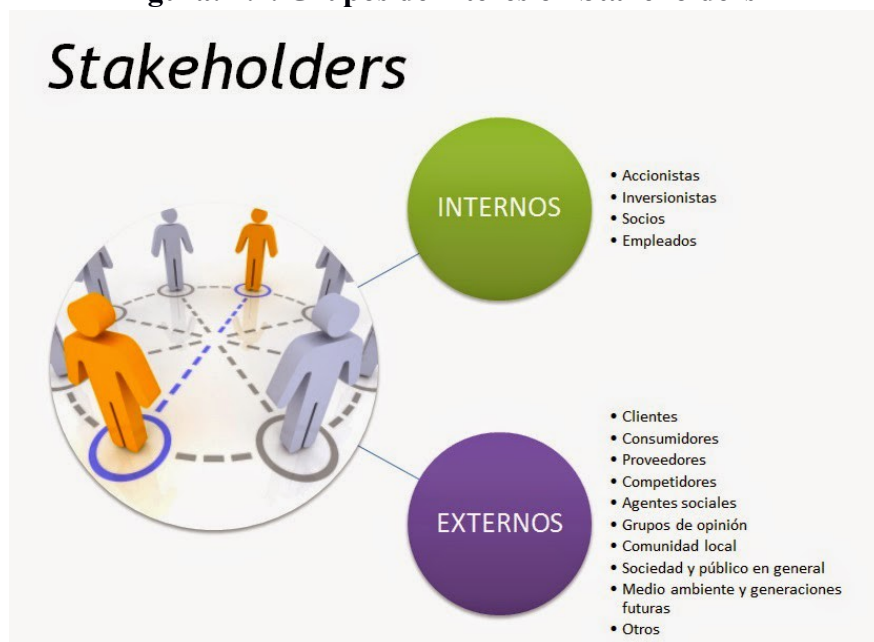 Stakeholders
INTERNOS
• Accionistas
• Inversionistas
• Socios
• Empleados
EXTERNOS
• Clientes
• Consumidores
• Proveedores
• Competidores
• Agentes sociales
• Grupos de opinión
• Comunidad local
• Sociedad y público en general
• Medio ambiente y generaciones
futuras
• Otros